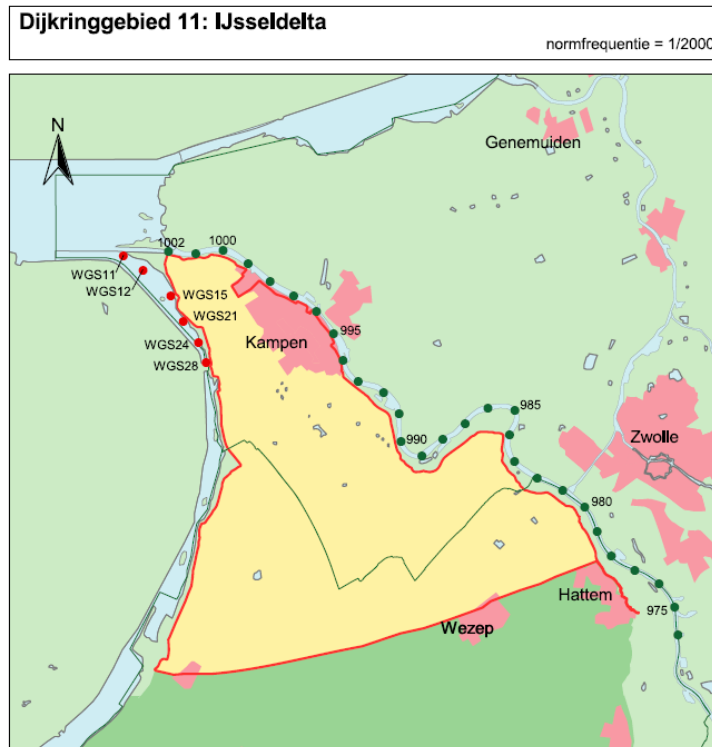 Dijkringgebied 11: IJsseldelta
normfrequentie = 1/2000
N
Genemuiden
1002
1000
WGS11
WGS12
WGS15
WGS21
995
Kampen
WGS24
WGS28
985
990
Zwolle
980
Hattem
975
Wezep